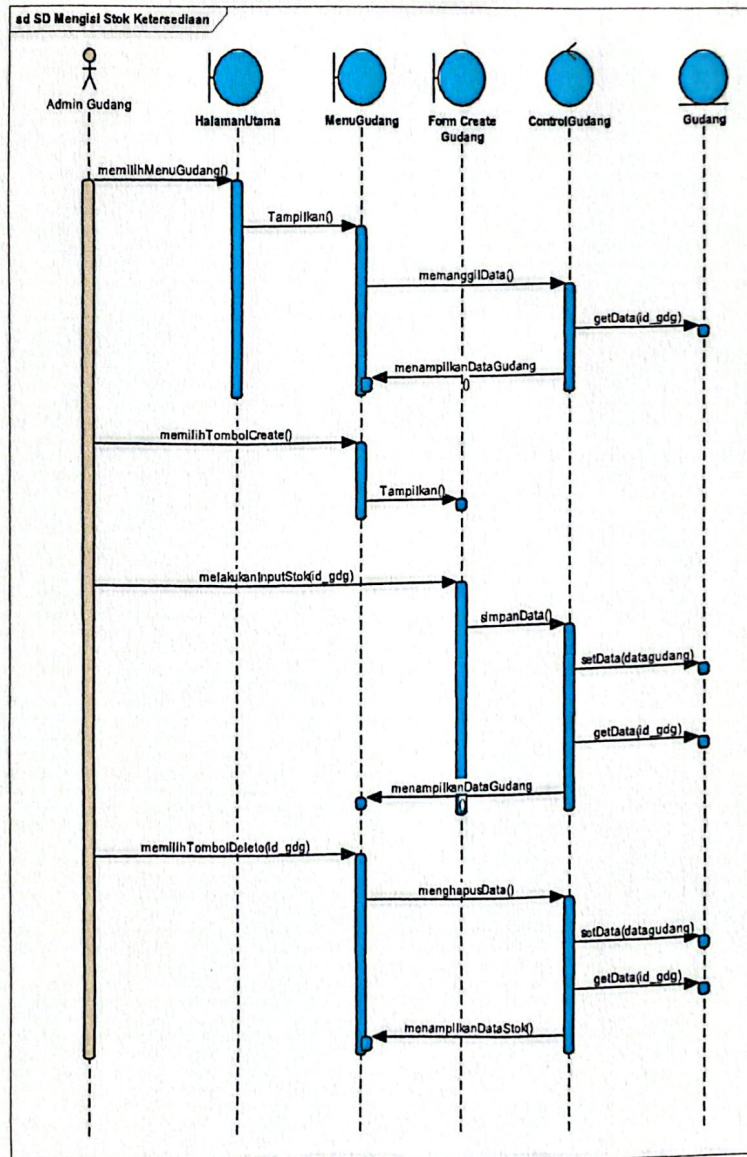 sd SD Mengisi Stok Ketersediaan
Admin Gudang
HalamanUtama
MenuGudang
Form Create
Gudang
ControlGudang
Gudang
memilihMenuGudang()
Tampilkan()
memanggilData()
getData(id_gdg)
menampilkanDataGudang
()
memilihTombolCreate()
Tampilkan()
melakukanInputStok(id_gdg)
simpanData()
setData(datagudang)
getData(id_gdg)
menampilkanDataGudang
()
memilihTombolDelete(id_gdg)
menghapusData()
setData(datagudang)
getData(id_gdg)
menampilkanDataStok()